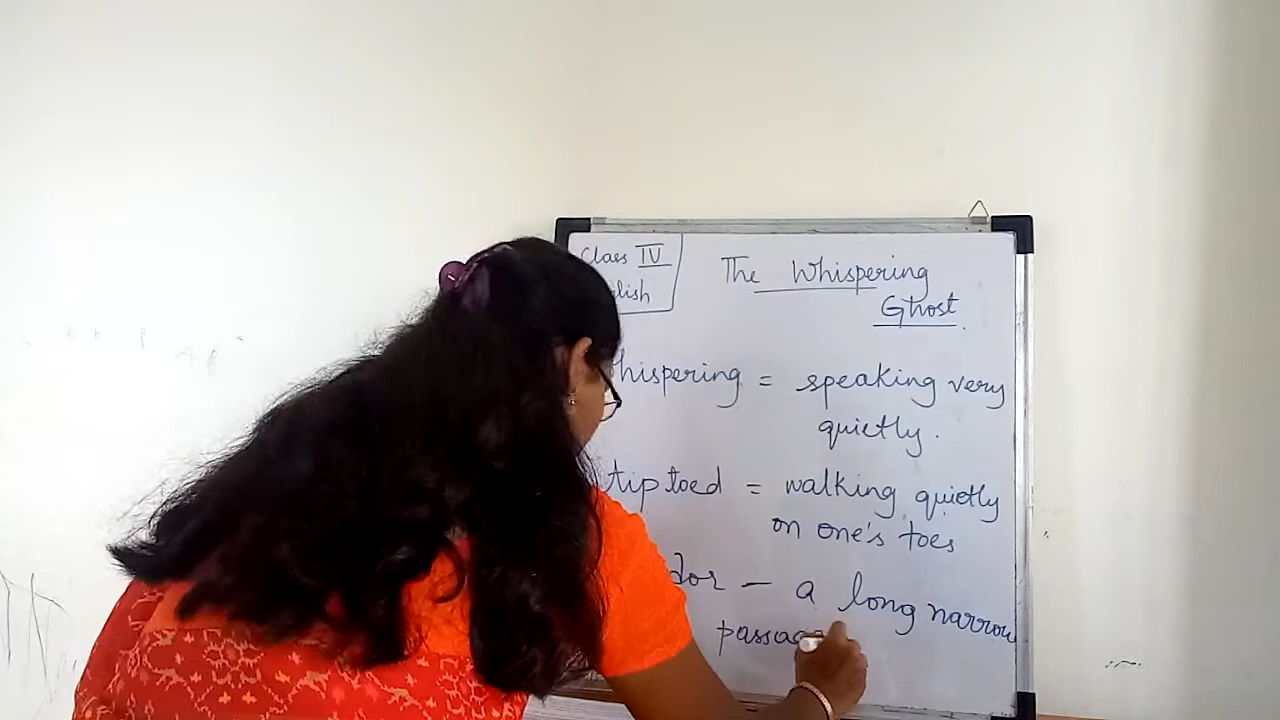 Class IV
lish
The Whispering
Ghost.
hispering = speaking very
quietly.
tiptoed = walking quietly
on one's toes
dor — a long narrow
passag